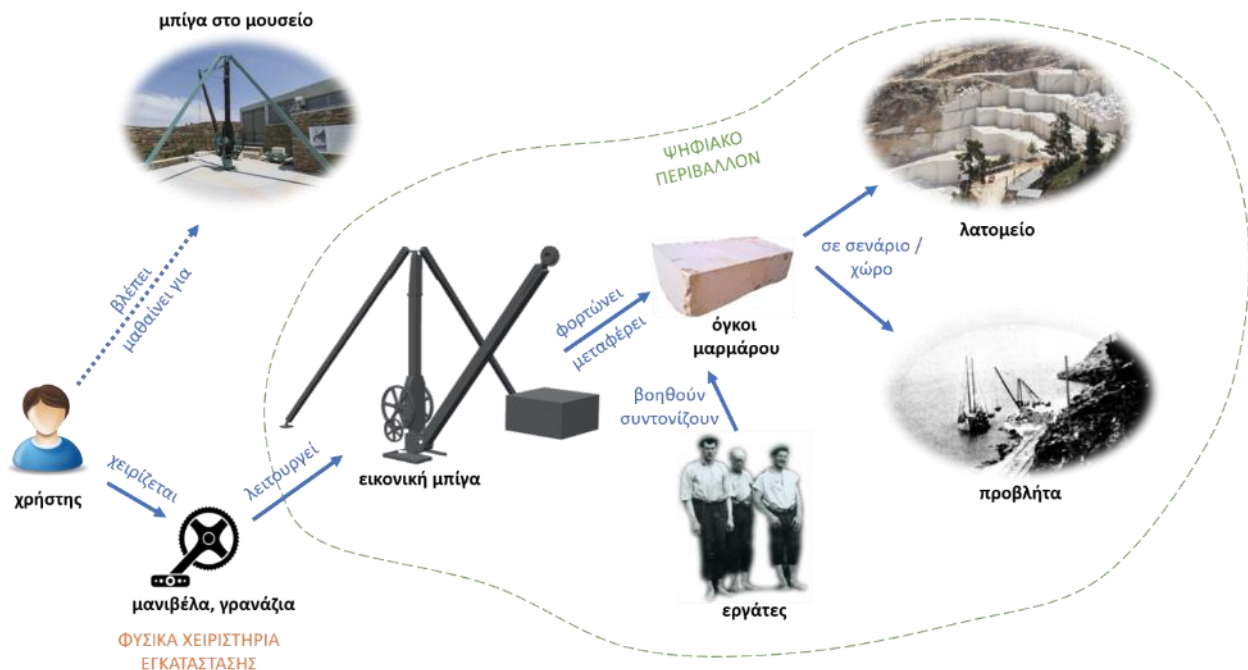 μπίγα στο μουσείο
ΨΗΦΙΑΚΟ
ΠΕΡΙΒΑΛΛΟΝ
λατομείο
βλέπει
μαθαίνει για
σε σενάριο /
χώρο
φορτώνει
μεταφέρει
όγκοι
μαρμάρου
βοηθούν
συντονίζουν
χρήστης
χειρίζεται
λειτουργεί
εικονική μπίγα
προβλήτα
μανιβέλα, γρανάζια
εργάτες
ΦΥΣΙΚΑ ΧΕΙΡΙΣΤΗΡΙΑ
ΕΓΚΑΤΑΣΤΑΣΗΣ